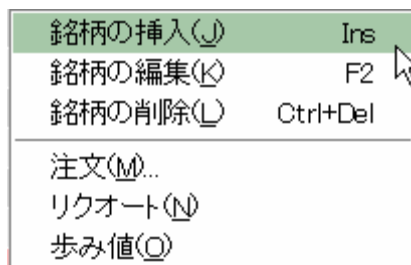 銘柄の挿入(J) Ins
銘柄の編集(K) F2
銘柄の削除(L) Ctrl+Del
注文(M)...
リクオート(N)
歩み値(O)